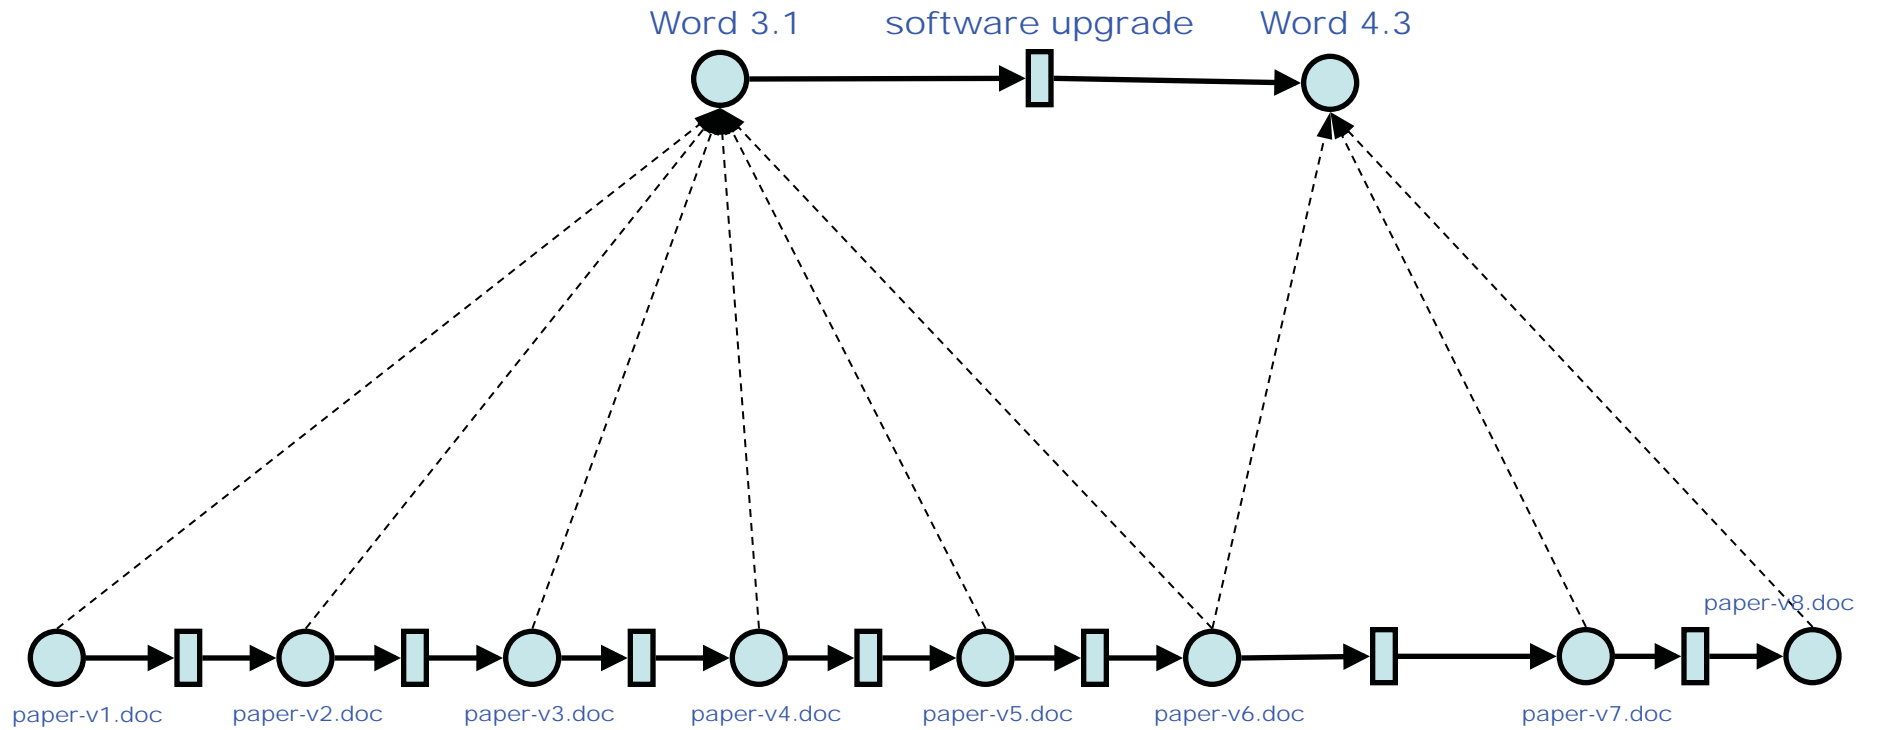 Word 3.1
software upgrade
Word 4.3
paper-v8.doc
paper-v1.doc
paper-v2.doc
paper-v3.doc
paper-v4.doc
paper-v5.doc
paper-v6.doc
paper-v7.doc